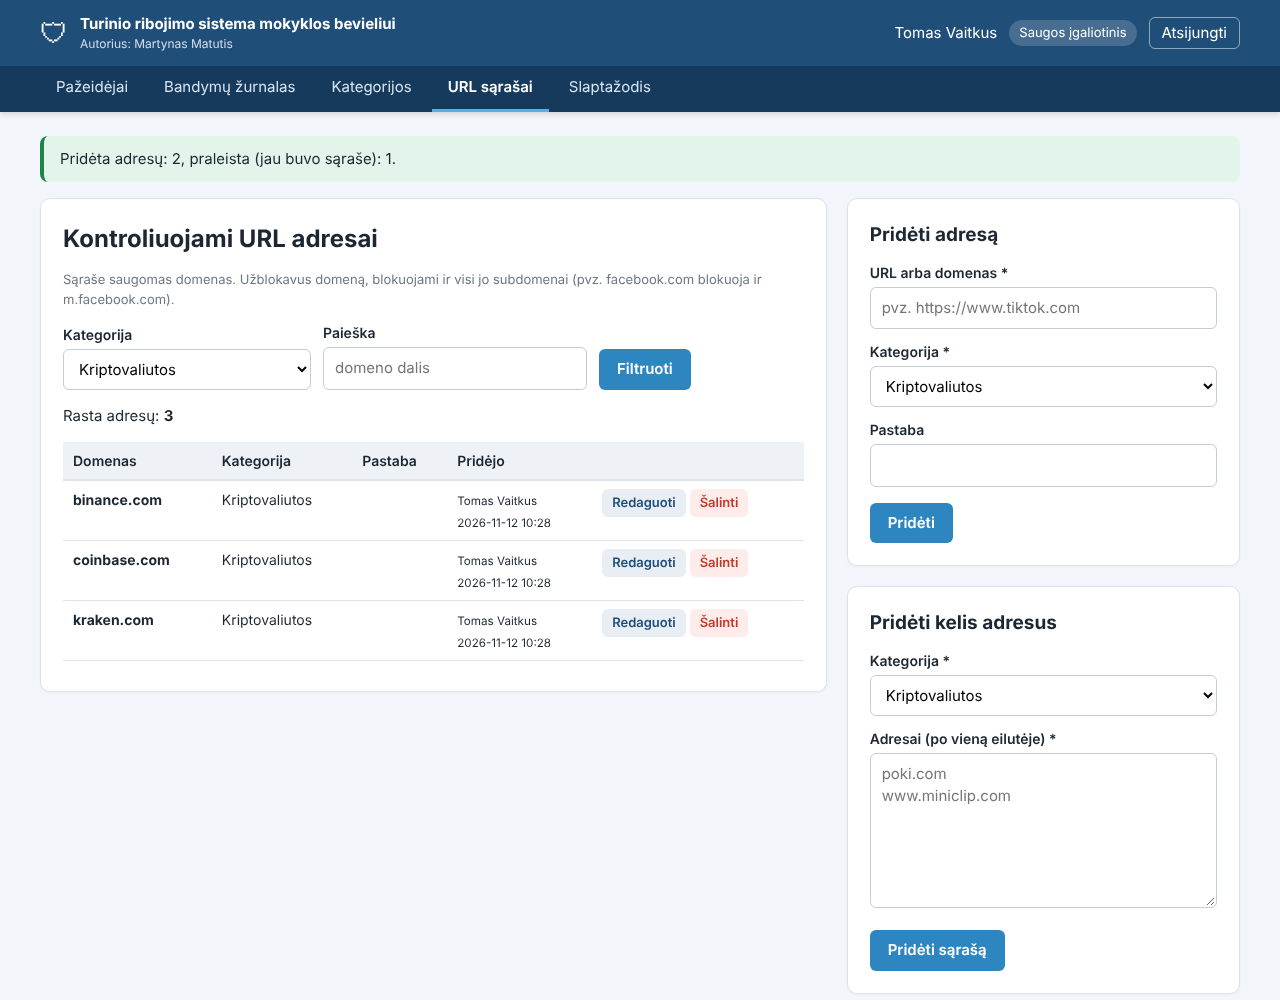 Turinio ribojimo sistema mokyklos bevieliui
Autorius: Martynas Matutis
Tomas Vaitkus
Saugos įgaliotinis
Atsijungti
Pažeidėjai
Bandymų žurnalas
Kategorijos
URL sąrašai
Slaptažodis
Pridėta adresų: 2, praleista (jau buvo sąraše): 1.
Kontroliuojami URL adresai
Sąraše saugomas domenas. Užblokavus domeną, blokuojami ir visi jo subdomenai (pvz. facebook.com blokuoja ir
m.facebook.com).
Kategorija
Paieška
Kriptovaliutos
domeno dalis
Filtruoti
Rasta adresų: 3
Domenas Kategorija Pastaba Pridėjo
binance.com Kriptovaliutos Tomas Vaitkus Redaguoti Šalinti
2026-11-12 10:28
coinbase.com Kriptovaliutos Tomas Vaitkus Redaguoti Šalinti
2026-11-12 10:28
kraken.com Kriptovaliutos Tomas Vaitkus Redaguoti Šalinti
2026-11-12 10:28
Pridėti adresą
URL arba domenas *
pvz. https://www.tiktok.com
Kategorija *
Kriptovaliutos
Pastaba
Pridėti
Pridėti kelis adresus
Kategorija *
Kriptovaliutos
Adresai (po vieną eilutėje) *
poki.com
www.miniclip.com
Pridėti sąrašą